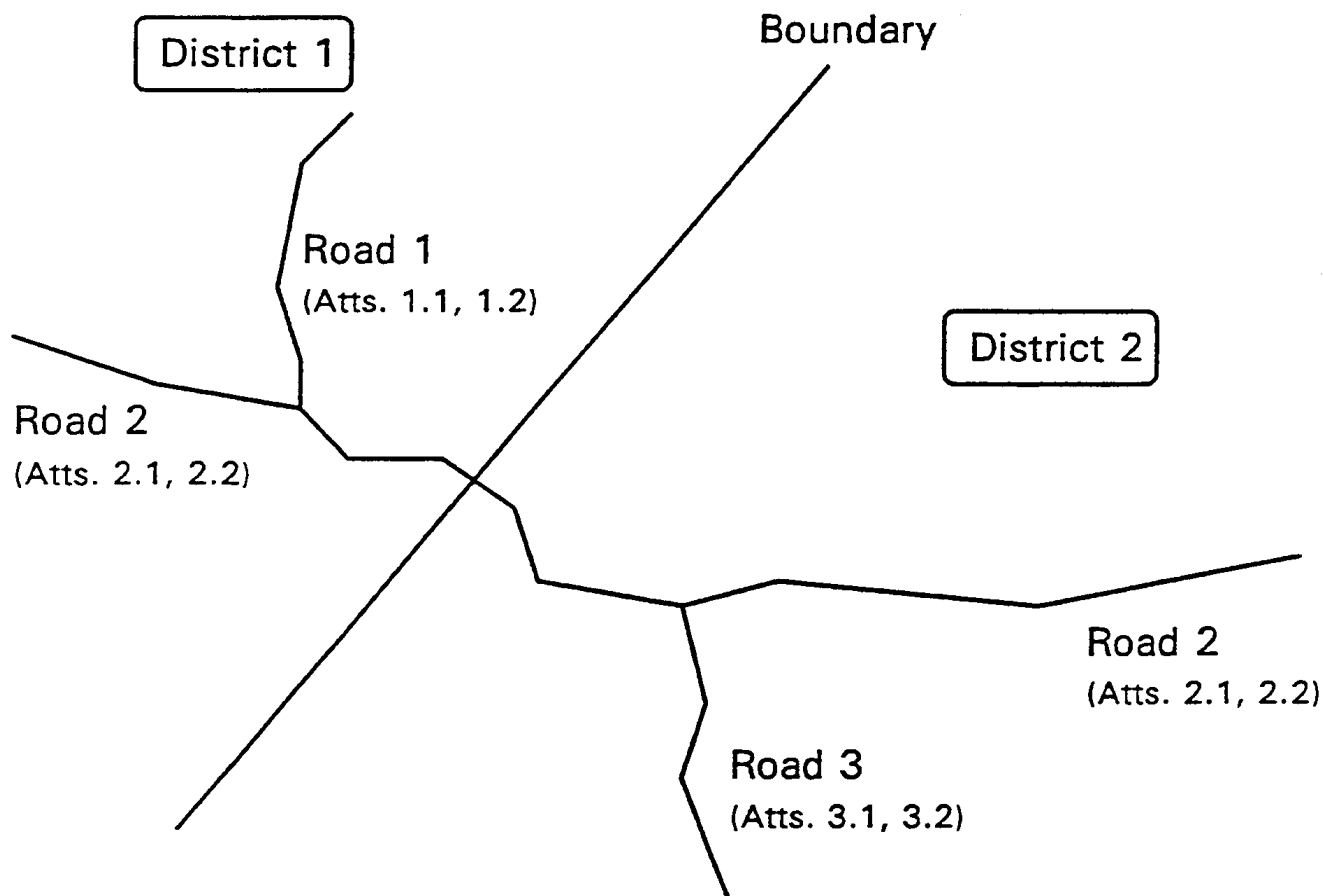 District 1
Boundary
Road 1
(Atts. 1.1, 1.2)
District 2
Road 2
(Atts. 2.1, 2.2)
Road 2
(Atts. 2.1, 2.2)
Road 3
(Atts. 3.1, 3.2)